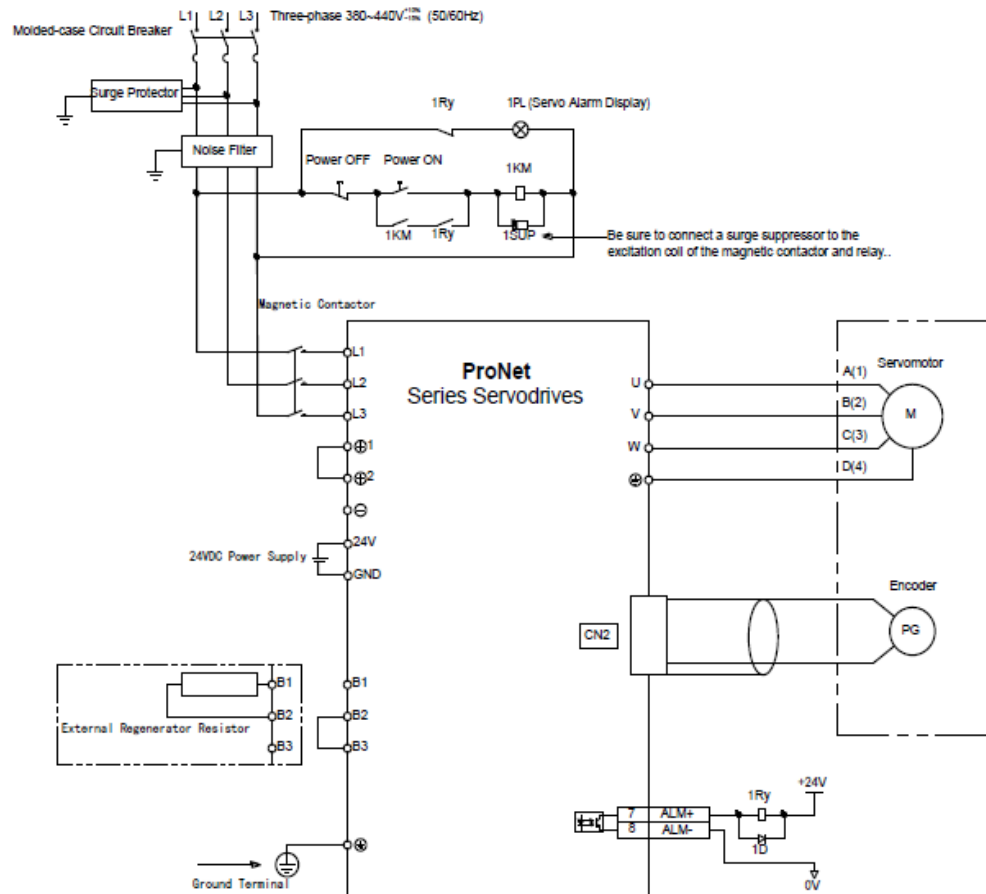 L1 L2 L3 Three-phase 380~440V+10%-15% (50/60Hz)
Molded-case Circuit Breaker
Surge Protector
1Ry 1PL (Servo Alarm Display)
Noise Filter
Power OFF Power ON
1KM
1KM 1Ry 1SUP
Be sure to connect a surge suppressor to the
excitation coil of the magnetic contactor and relay..
Magnetic Contactor
L1
ProNet
Series Servodrives
Servomotor
A(1)
U
L2
B(2)
V
M
L3
C(3)
W
1
D(4)
2
24V
24VDC Power Supply
GND
Encoder
CN2
PG
B1
B1
B2
B2
External Regenerator Resistor
B3
B3
+24V
1Ry
7 ALM+
8 ALM-
1D
0V
Ground Terminal